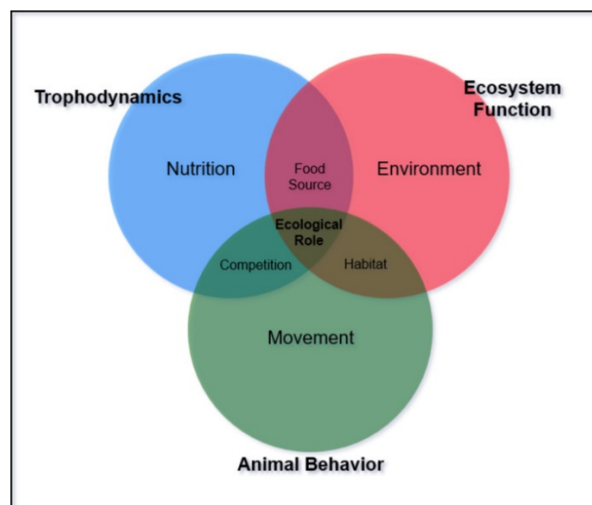 Trophodynamics
Ecosystem
Function
Nutrition
Food
Source
Environment
Ecological
Role
Competition
Habitat
Movement
Animal Behavior